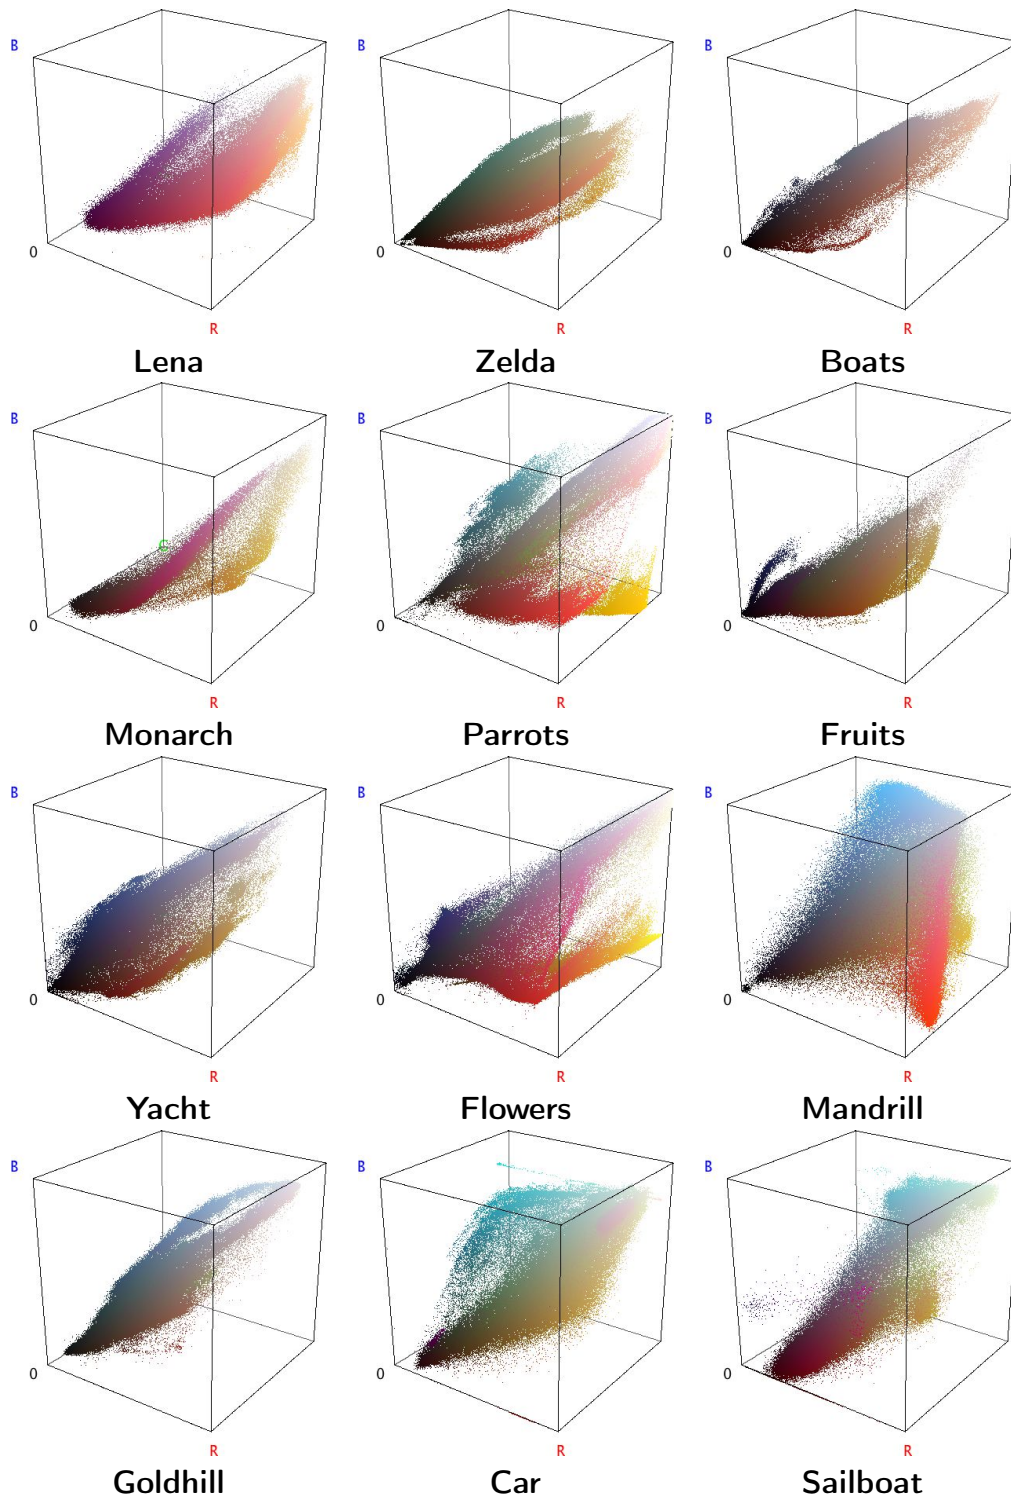 B B B
0 0 0
R R R
Lena Zelda Boats
B B B
G
0 0 0
R R R
Monarch Parrots Fruits
B B B
0 0 0
R R R
Yacht Flowers Mandrill
B B B
0 0 0
R R R
Goldhill Car Sailboat